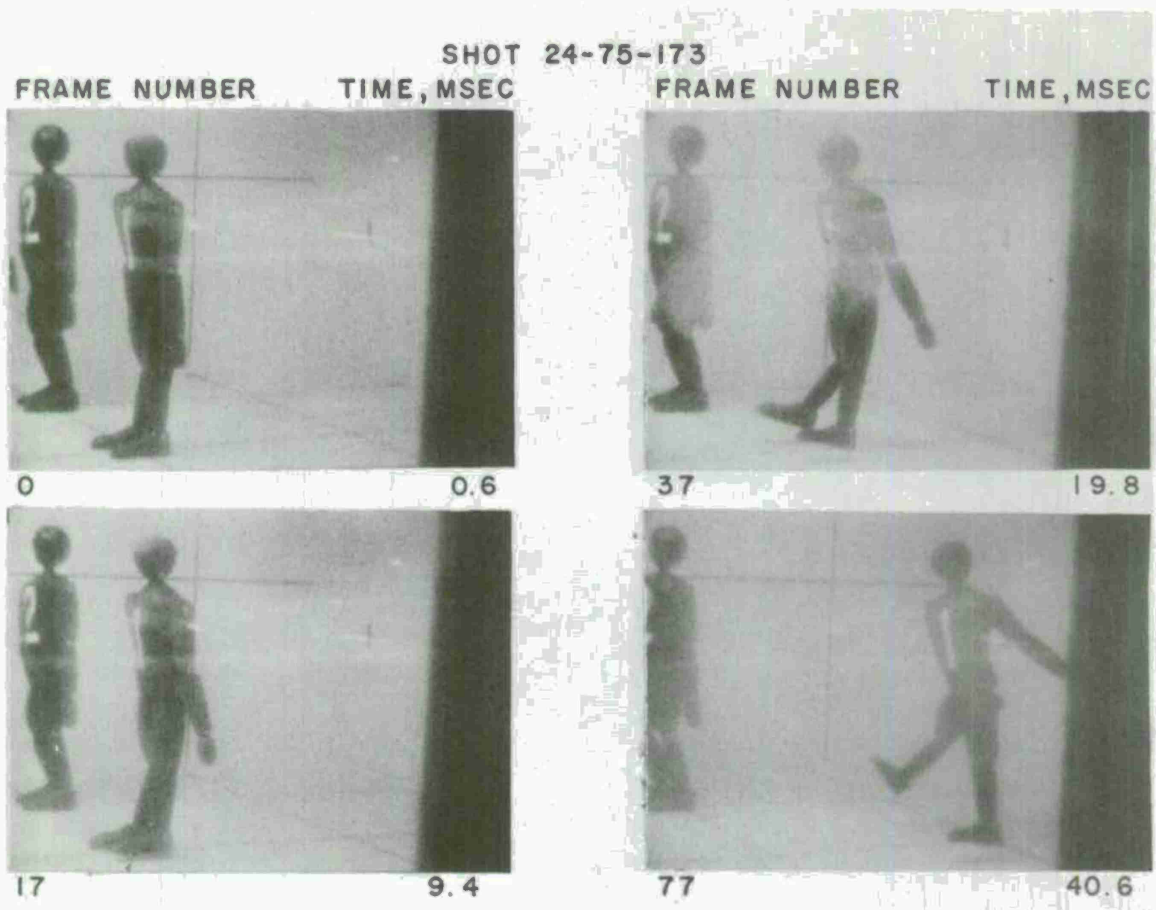 SHOT 24-75-173
FRAME NUMBER TIME, MSEC FRAME NUMBER TIME, MSEC
0 0.6 37 19.8
17 9.4 77 40.6